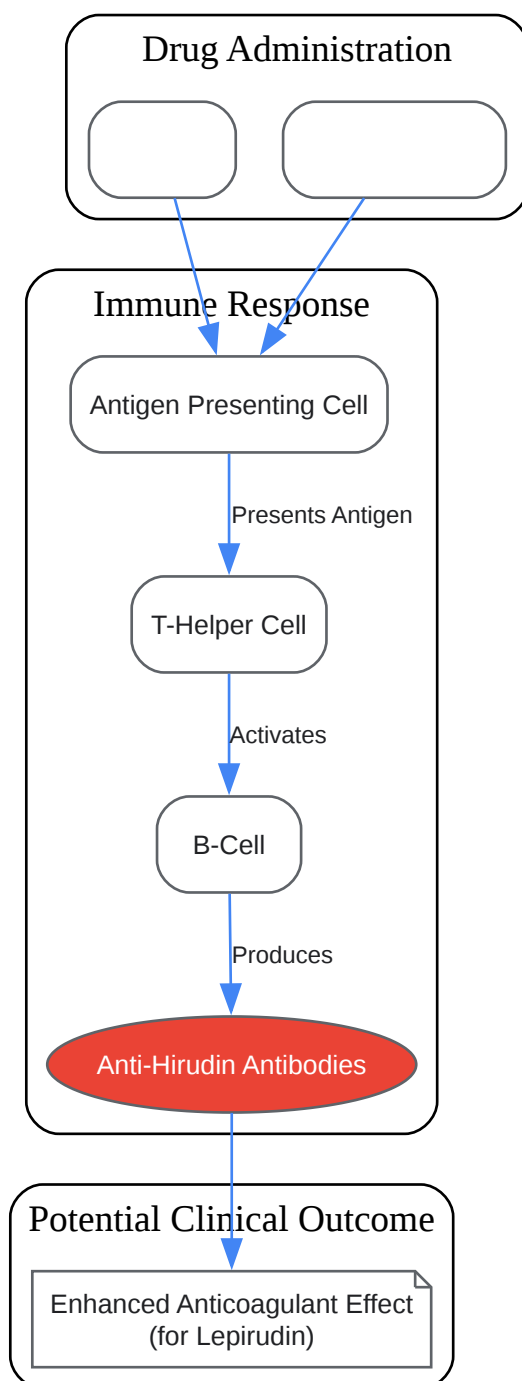 Drug Administration
Immune Response
Antigen Presenting Cell
Presents Antigen
T-Helper Cell
Activates
B-Cell
Produces
Anti-Hirudin Antibodies
Potential Clinical Outcome
Enhanced Anticoagulant Effect
(for Lepirudin)